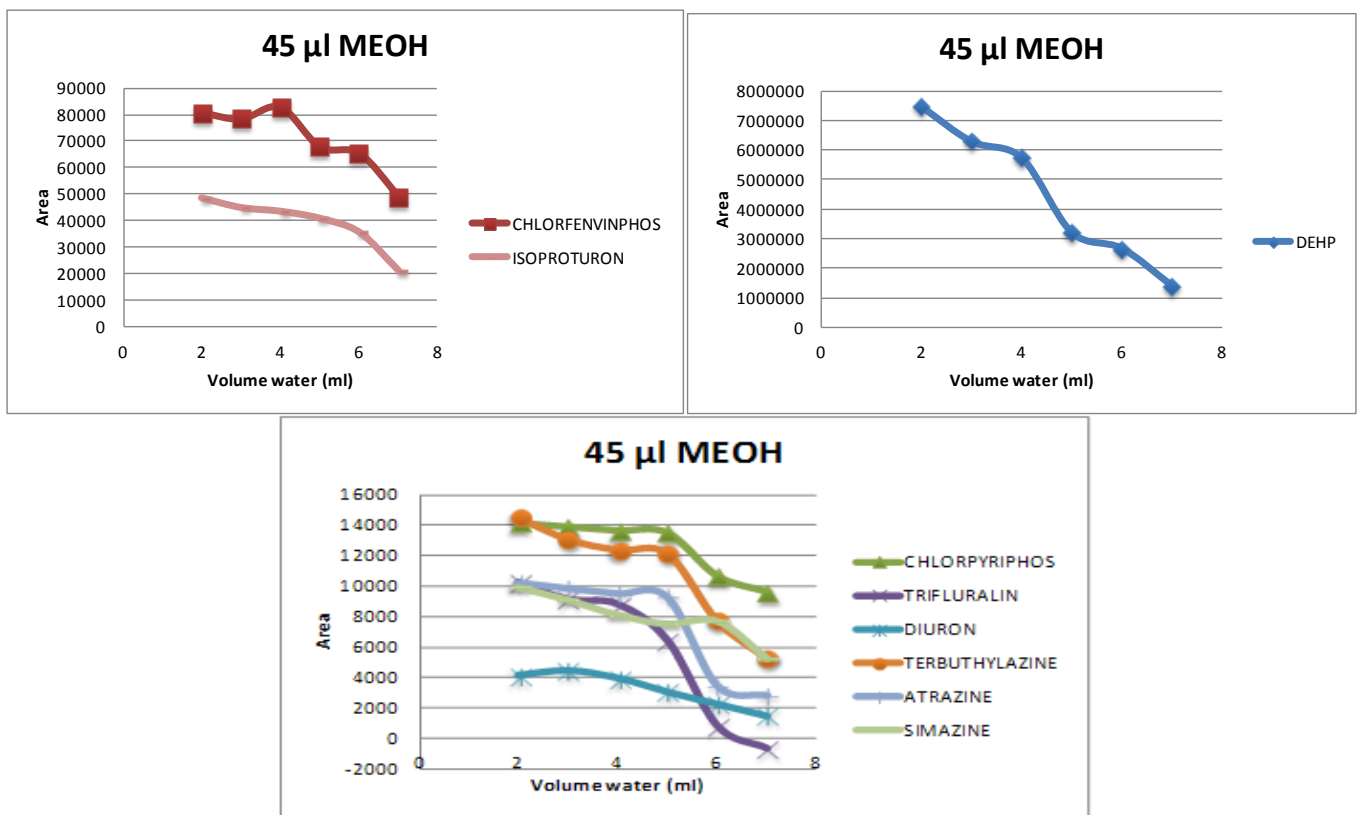 45 µl MEOH
90000
80000
70000
60000
50000
40000
30000
20000
10000
0
Area
0 2 4 6 8
Volume water (ml)
CHLORFENVINPHOS
ISOPROTURON
45 µl MEOH
8000000
7000000
6000000
5000000
4000000
3000000
2000000
1000000
0
Area
0 2 4 6 8
Volume water (ml)
DEHP
45 µl MEOH
16000
14000
12000
10000
8000
6000
4000
2000
0
-2000
Area
0 2 4 6 8
Volume water (ml)
CHLORPYRIPHOS
TRIFLURALIN
DIURON
TERBUTHYLAZINE
ATRAZINE
SIMAZINE